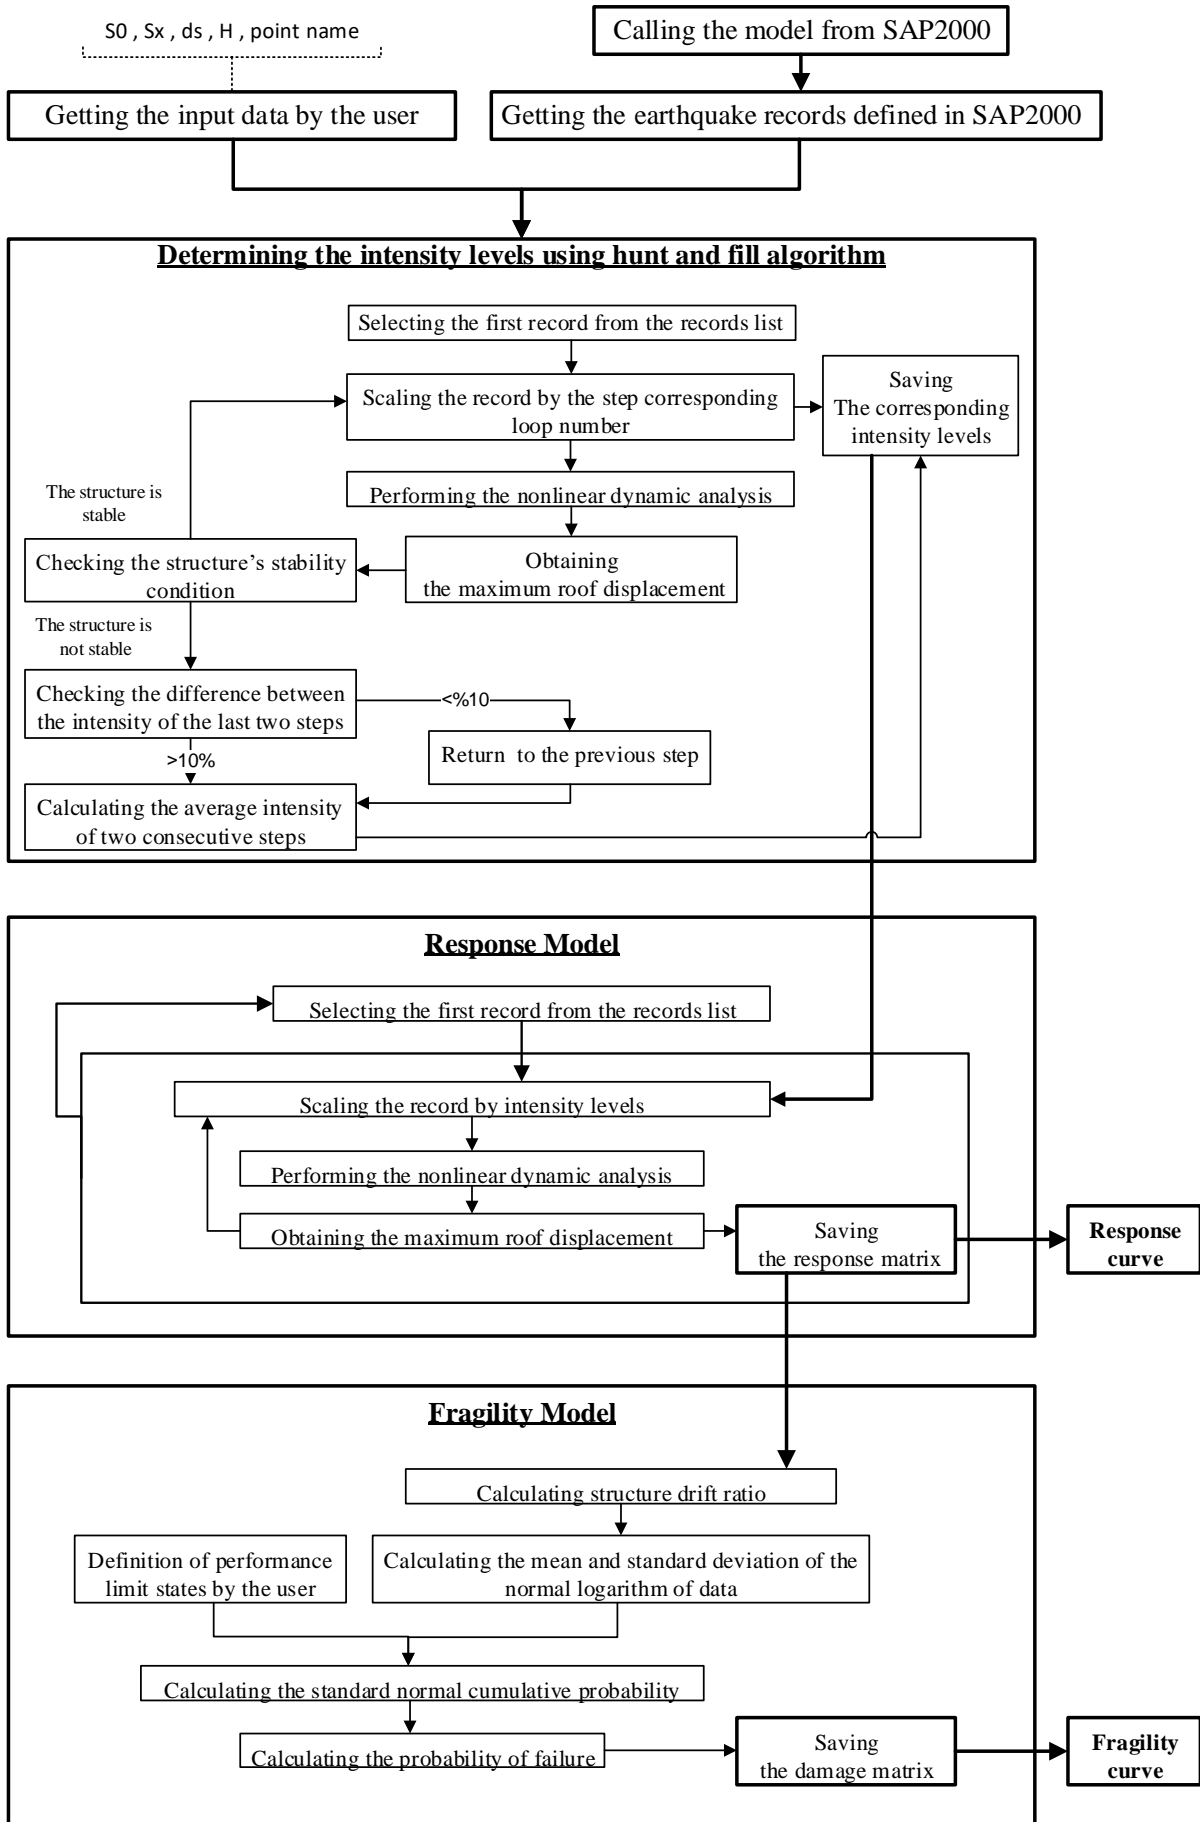 S0 , Sx , ds , H , point name
Calling the model from SAP2000
Getting the input data by the user
Getting the earthquake records defined in SAP2000
Determining the intensity levels using hunt and fill algorithm
Selecting the first record from the records list
Scaling the record by the step corresponding
loop number
Saving
The corresponding
intensity levels
Performing the nonlinear dynamic analysis
The structure is
stable
Obtaining
the maximum roof displacement
Checking the structure's stability
condition
The structure is
not stable
Checking the difference between
the intensity of the last two steps
<%10
Return  to the previous step
>10%
Calculating the average intensity
of two consecutive steps
Response Model
Selecting the first record from the records list
Scaling the record by intensity levels
Performing the nonlinear dynamic analysis
Obtaining the maximum roof displacement
Saving
the response matrix
Response
curve
Fragility Model
Calculating structure drift ratio
Definition of performance
limit states by the user
Calculating the mean and standard deviation of the
normal logarithm of data
Calculating the standard normal cumulative probability
Calculating the probability of failure
Saving
the damage matrix
Fragility
curve